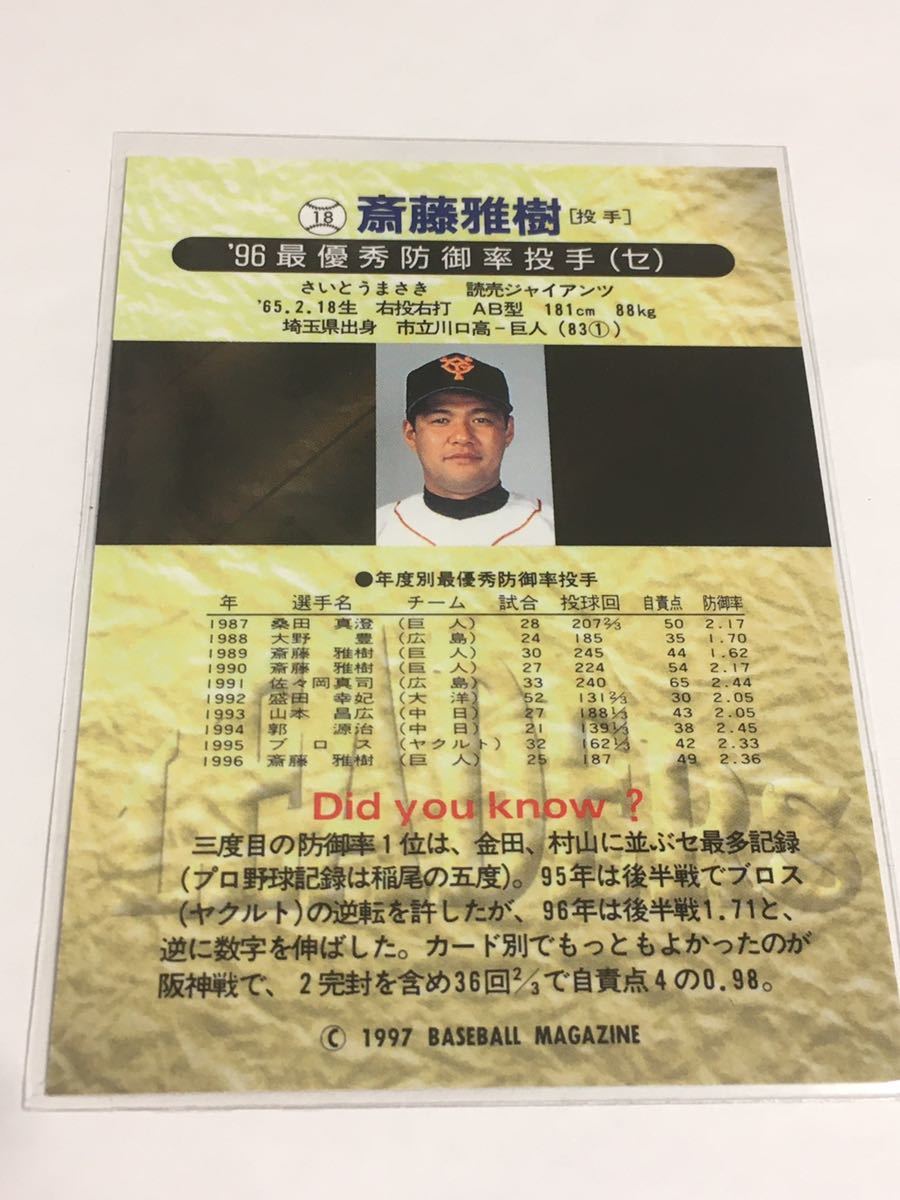 18 斎藤雅樹[投手]
'96最優秀防御率投手(セ)
さいとうまさき 読売ジャイアンツ
'65.2.18生 右投右打 AB型 181cm 88kg
埼玉県出身 市立川口高－巨人(83①)
●年度別最優秀防御率投手
年 選手名 チーム 試合 投球回 自責点 防御率
1987 桑田 真澄 (巨人) 28 207⅔ 50 2.17
1988 大野 豊 (広島) 24 185 35 1.70
1989 斎藤 雅樹 (巨人) 30 245 44 1.62
1990 斎藤 雅樹 (巨人) 27 224 54 2.17
1991 佐々岡真司 (広島) 33 240 65 2.44
1992 盛田 幸妃 (大洋) 52 131⅔ 30 2.05
1993 山本 昌広 (中日) 27 188⅓ 43 2.05
1994 郭 源治 (中日) 21 139⅓ 38 2.45
1995 ブロス (ヤクルト) 32 162⅓ 42 2.33
1996 斎藤 雅樹 (巨人) 25 187 49 2.36
LEADERS
Did you know ?
三度目の防御率1位は、金田、村山に並ぶセ最多記録
(プロ野球記録は稲尾の五度)。95年は後半戦でブロス
(ヤクルト)の逆転を許したが、96年は後半戦1.71と、
逆に数字を伸ばした。カード別でもっともよかったのが
阪神戦で、2完封を含め36回⅔で自責点4の0.98。
© 1997 BASEBALL MAGAZINE